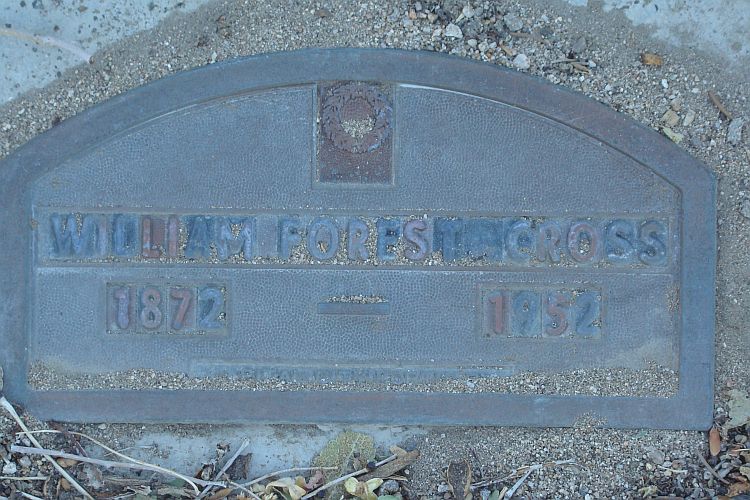 WILLIAM FOREST CROSS
1872 — 1952